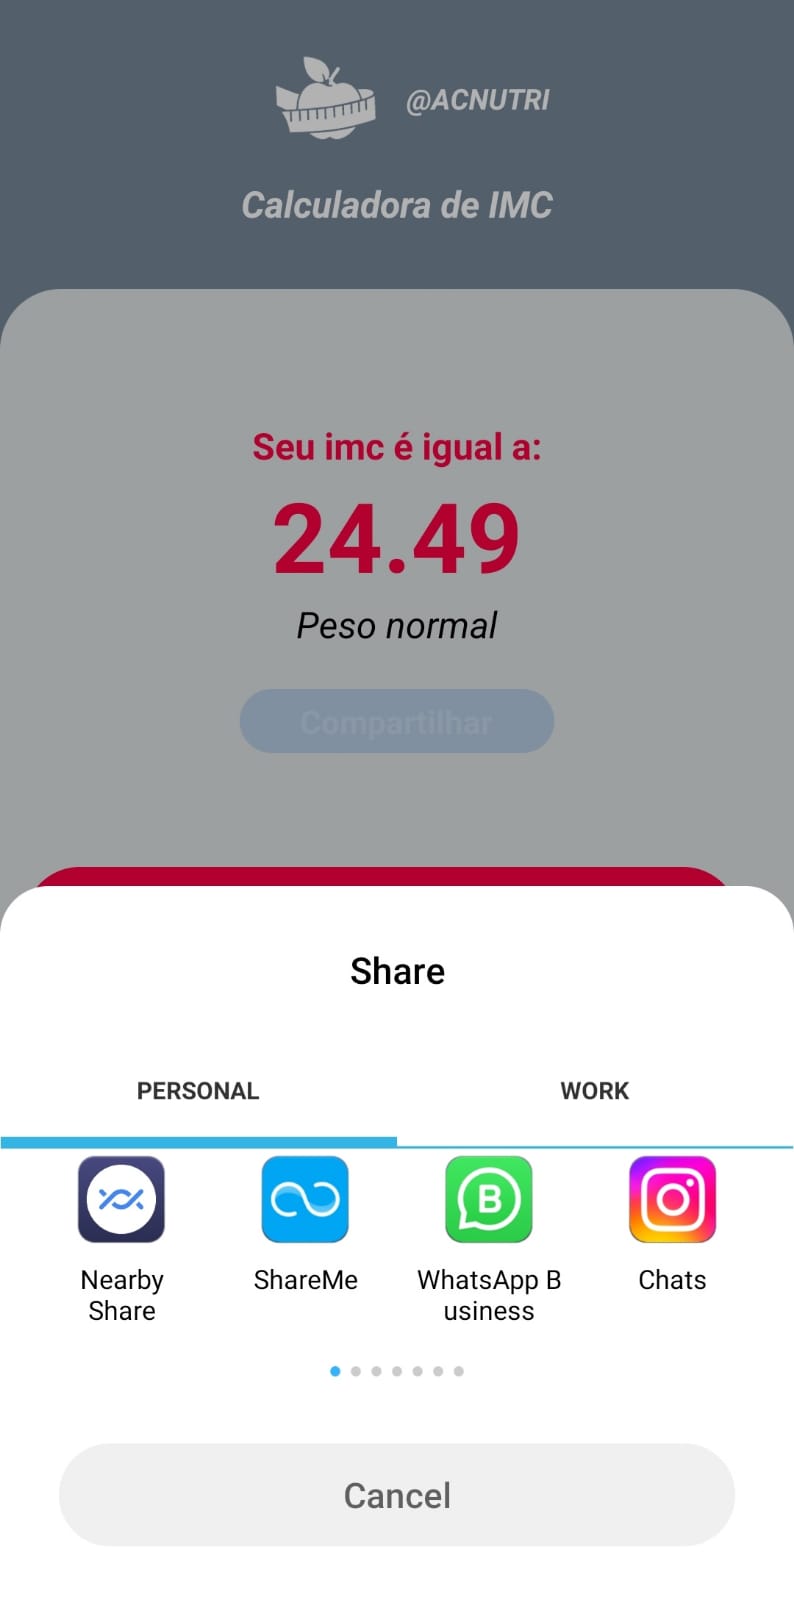 @ACNUTRI
Calculadora de IMC
Seu imc é igual a:
24.49
Peso normal
Compartilhar
Share
PERSONAL WORK
Nearby
Share
ShareMe
WhatsApp B
usiness
Chats
Cancel